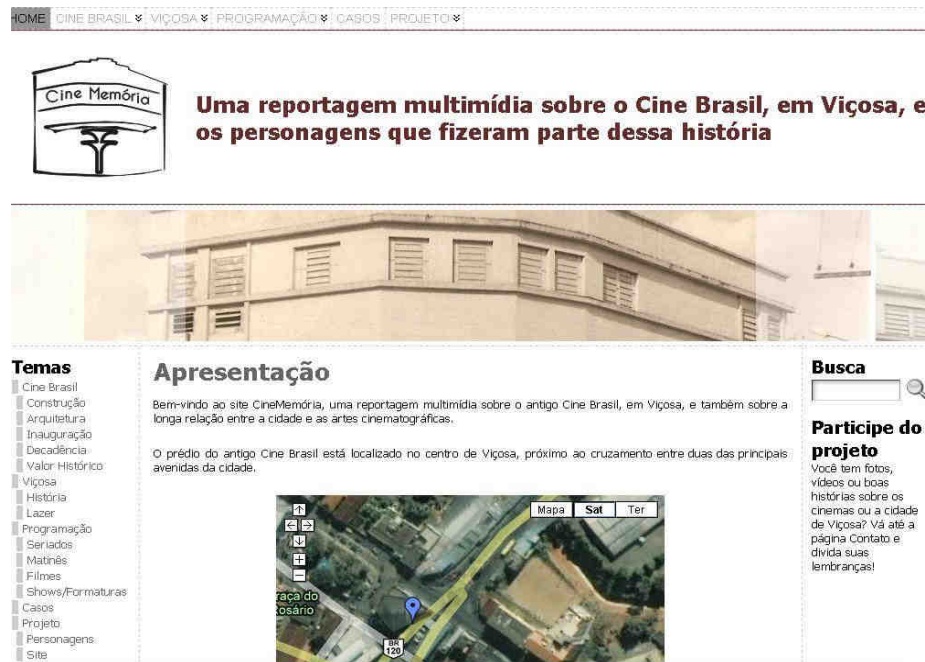 HOME CINE BRASIL VIÇOSA PROGRAMAÇÃO CASOS PROJETO
Cine Memória
Uma reportagem multimídia sobre o Cine Brasil, em Viçosa, e
os personagens que fizeram parte dessa história
Temas
Cine Brasil
Construção
Arquitetura
Inauguração
Decadência
Valor Histórico
Viçosa
História
Lazer
Programação
Seriados
Matinês
Filmes
Shows/Formaturas
Casos
Projeto
Personagens
Site
Apresentação
Bem-vindo ao site CineMemória, uma reportagem multimídia sobre o antigo Cine Brasil, em Viçosa, e também sobre a
longa relação entre a cidade e as artes cinematográficas.
O prédio do antigo Cine Brasil está localizado no centro de Viçosa, próximo ao cruzamento entre duas das principais
avenidas da cidade.
Mapa Sat Ter
raça do
osário
BR
120
Busca
Participe do
projeto
Você tem fotos,
vídeos ou boas
histórias sobre os
cinemas ou a cidade
de Viçosa? Vá até a
página Contato e
divida suas
lembranças!